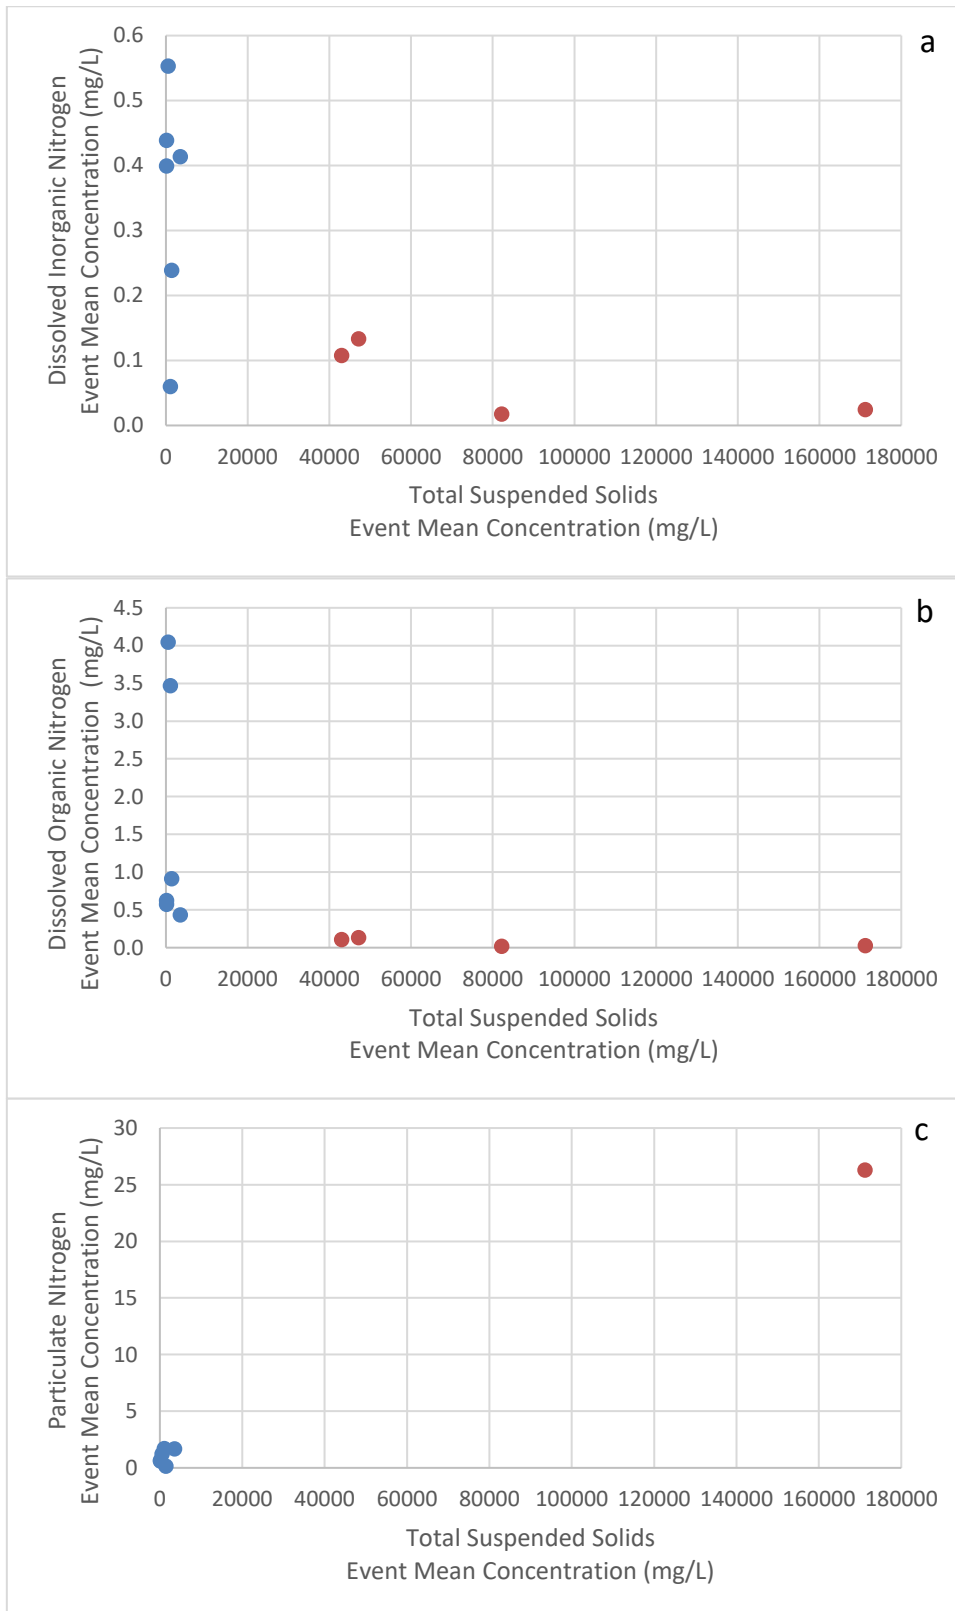 a
Dissolved Inorganic Nitrogen
Event Mean Concentration (mg/L)
0.6
0.5
0.4
0.3
0.2
0.1
0.0
0 20000 40000 60000 80000 100000 120000 140000 160000 180000
Total Suspended Solids
Event Mean Concentration (mg/L)
b
Dissolved Organic Nitrogen
Event Mean Concentration (mg/L)
4.5
4.0
3.5
3.0
2.5
2.0
1.5
1.0
0.5
0.0
0 20000 40000 60000 80000 100000 120000 140000 160000 180000
Total Suspended Solids
Event Mean Concentration (mg/L)
c
Particulate NItrogen
Event Mean Concentration (mg/L)
30
25
20
15
10
5
0
0 20000 40000 60000 80000 100000 120000 140000 160000 180000
Total Suspended Solids
Event Mean Concentration (mg/L)